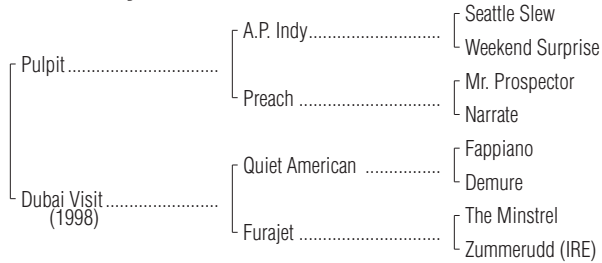 Seattle Slew
A.P. Indy..............................
Weekend Surprise
Pulpit ................................
Mr. Prospector
Preach ..............................
Narrate
Fappiano
Quiet American ................
Demure
Dubai Visit........................
(1998)
The Minstrel
Furajet ..............................
Zummerudd (IRE)